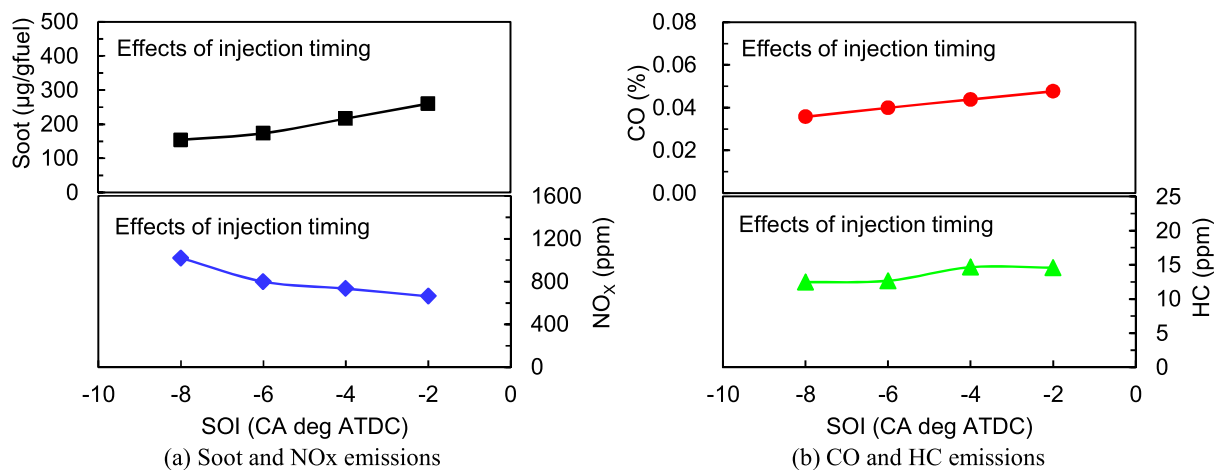 Effects of injection timing
Soot (μg/gfuel)
500
400
300
200
100
0
Effects of injection timing
NOX (ppm)
1600
1200
800
400
0
-10 -8 -6 -4 -2 0
SOI (CA deg ATDC)
(a) Soot and NOx emissions
Effects of injection timing
CO (%)
0.08
0.06
0.04
0.02
0.00
Effects of injection timing
HC (ppm)
25
20
15
10
5
0
-10 -8 -6 -4 -2 0
SOI (CA deg ATDC)
(b) CO and HC emissions